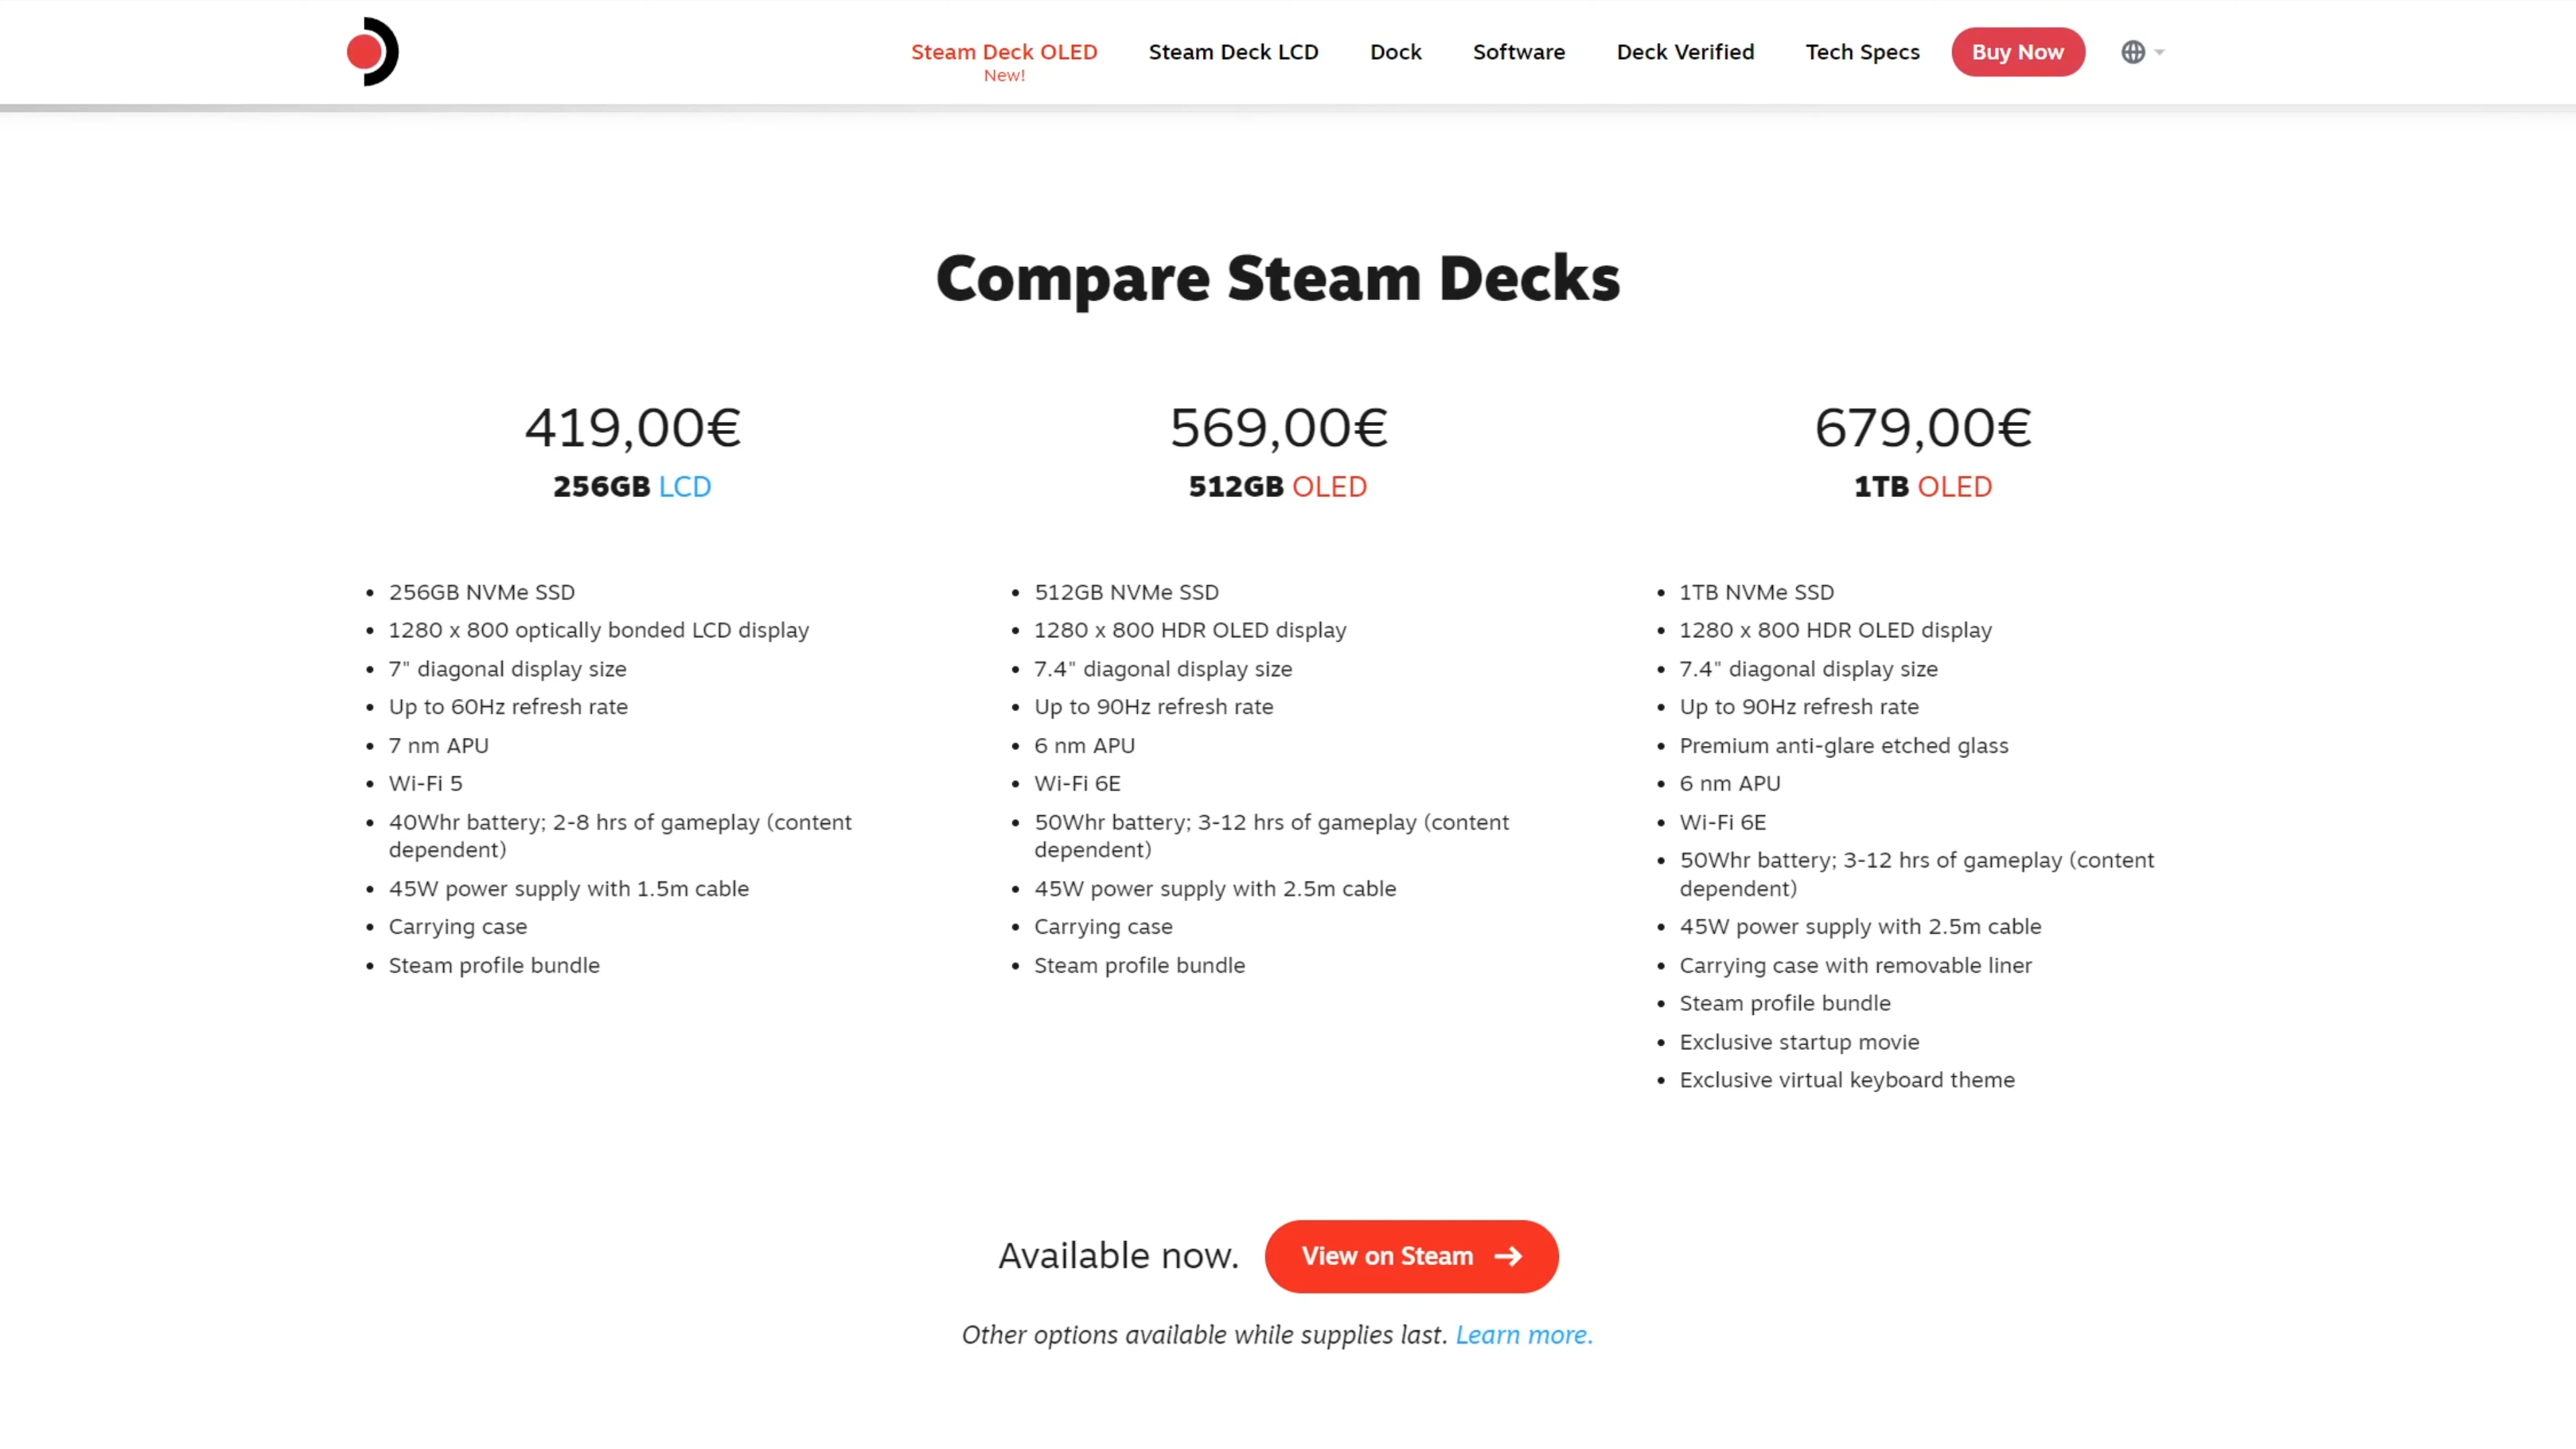 Steam Deck OLED
New!
Steam Deck LCD
Dock
Software
Deck Verified
Tech Specs
Buy Now
Compare Steam Decks
419,00€
256GB LCD
256GB NVMe SSD
1280 x 800 optically bonded LCD display
7" diagonal display size
Up to 60Hz refresh rate
7 nm APU
Wi-Fi 5
40Whr battery; 2-8 hrs of gameplay (content
dependent)
45W power supply with 1.5m cable
Carrying case
Steam profile bundle
569,00€
512GB OLED
512GB NVMe SSD
1280 x 800 HDR OLED display
7.4" diagonal display size
Up to 90Hz refresh rate
6 nm APU
Wi-Fi 6E
50Whr battery; 3-12 hrs of gameplay (content
dependent)
45W power supply with 2.5m cable
Carrying case
Steam profile bundle
679,00€
1TB OLED
1TB NVMe SSD
1280 x 800 HDR OLED display
7.4" diagonal display size
Up to 90Hz refresh rate
Premium anti-glare etched glass
6 nm APU
Wi-Fi 6E
50Whr battery; 3-12 hrs of gameplay (content
dependent)
45W power supply with 2.5m cable
Carrying case with removable liner
Steam profile bundle
Exclusive startup movie
Exclusive virtual keyboard theme
Available now.
View on Steam
Other options available while supplies last. Learn more.